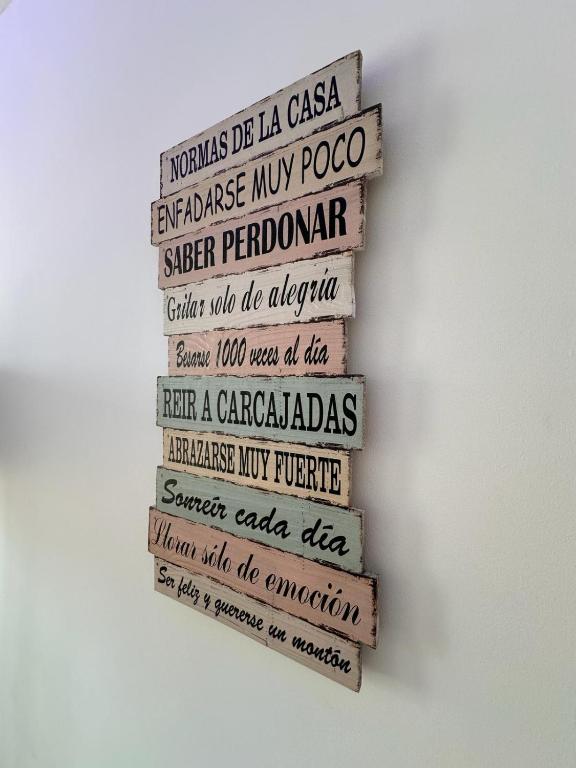 NORMAS DE LA CASA
ENFADARSE MUY POCO
SABER PERDONAR
Gritar solo de alegría
Besarse 1000 veces al día
REIR A CARCAJADAS
ABRAZARSE MUY FUERTE
Sonreír cada día
Llorar sólo de emoción
Ser feliz y quererse un montón